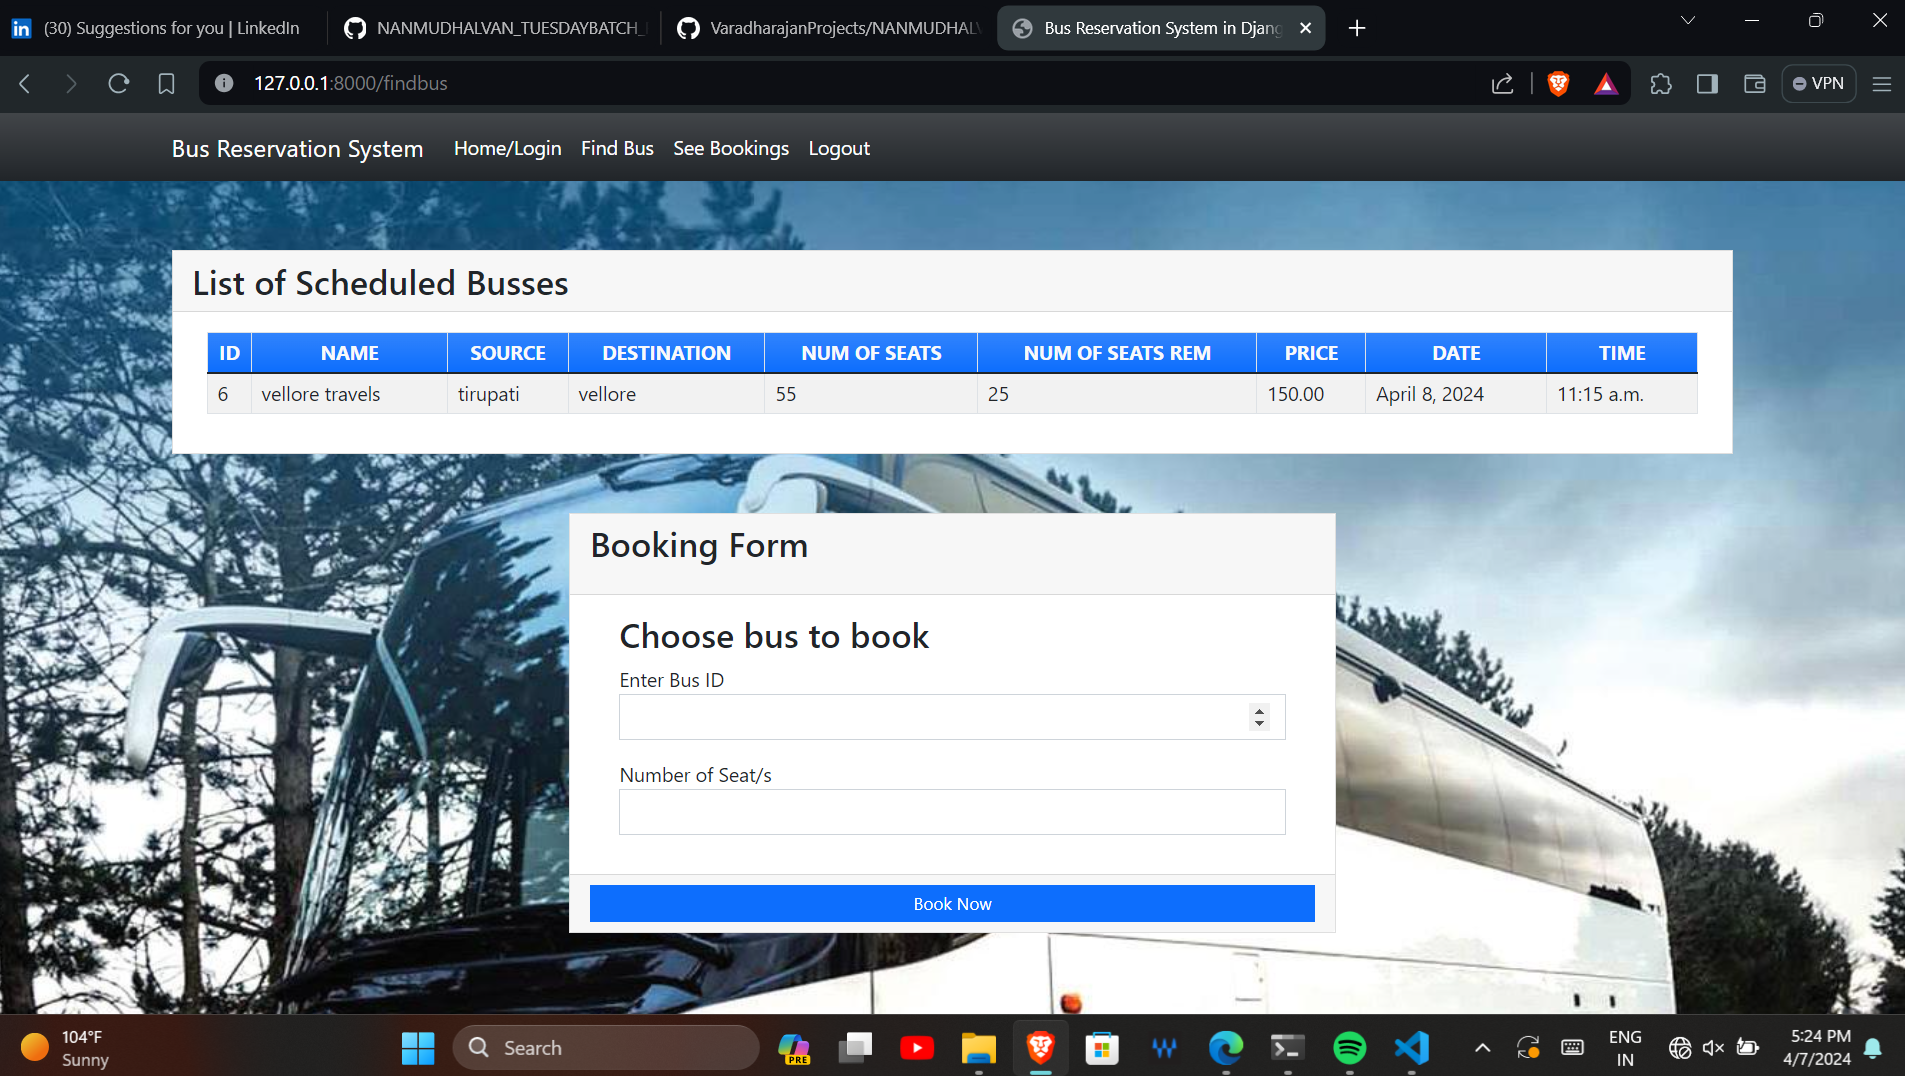 (30) Suggestions for you | LinkedIn
NANMUDHALVAN_TUESDAYBATCH_
VaradharajanProjects/NANMUDHALV
Bus Reservation System in Djang
127.0.0.1:8000/findbus
VPN
Bus Reservation System
Home/Login
Find Bus
See Bookings
Logout
List of Scheduled Busses
ID NAME SOURCE DESTINATION NUM OF SEATS NUM OF SEATS REM PRICE DATE TIME
6 vellore travels tirupati vellore 55 25 150.00 April 8, 2024 11:15 a.m.
Booking Form
Choose bus to book
Enter Bus ID
Number of Seat/s
Book Now
104°F
Sunny
Search
PRE
ENG
IN
5:24 PM
4/7/2024